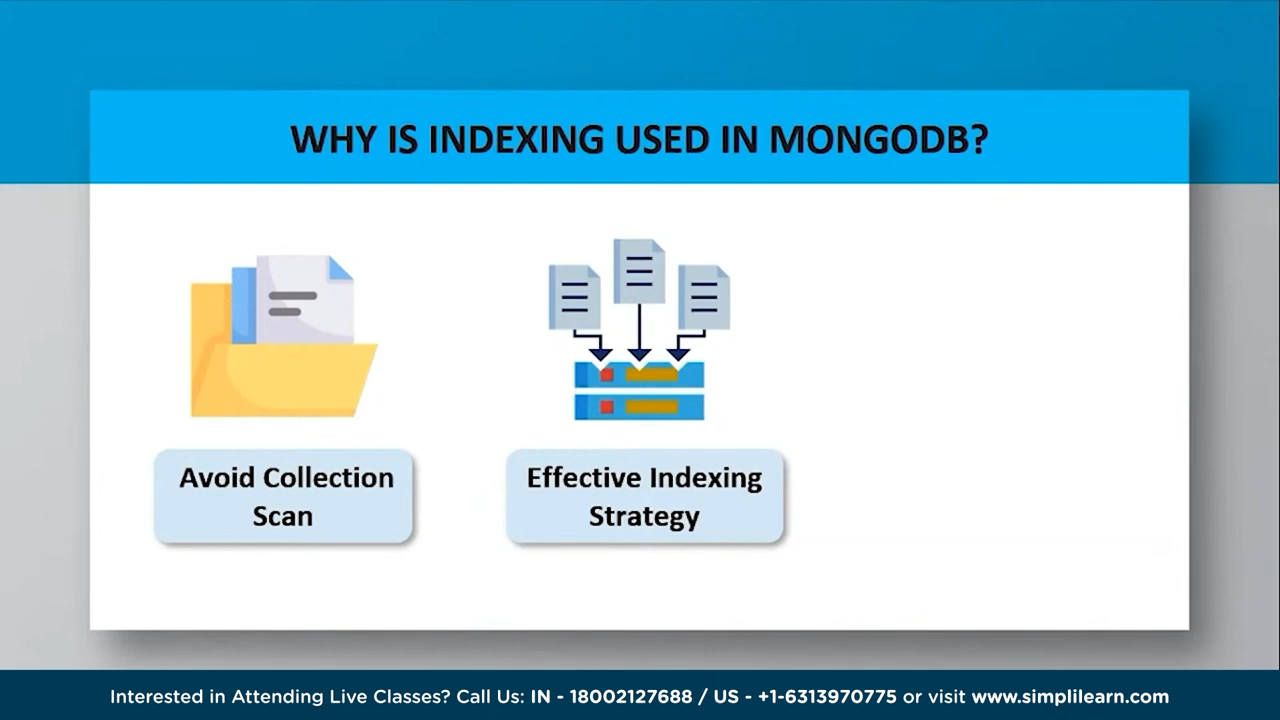 WHY IS INDEXING USED IN MONGODB?
Avoid Collection
Scan
Effective Indexing
Strategy
Interested in Attending Live Classes? Call Us: IN - 18002127688 / US - +1-6313970775 or visit www.simplilearn.com